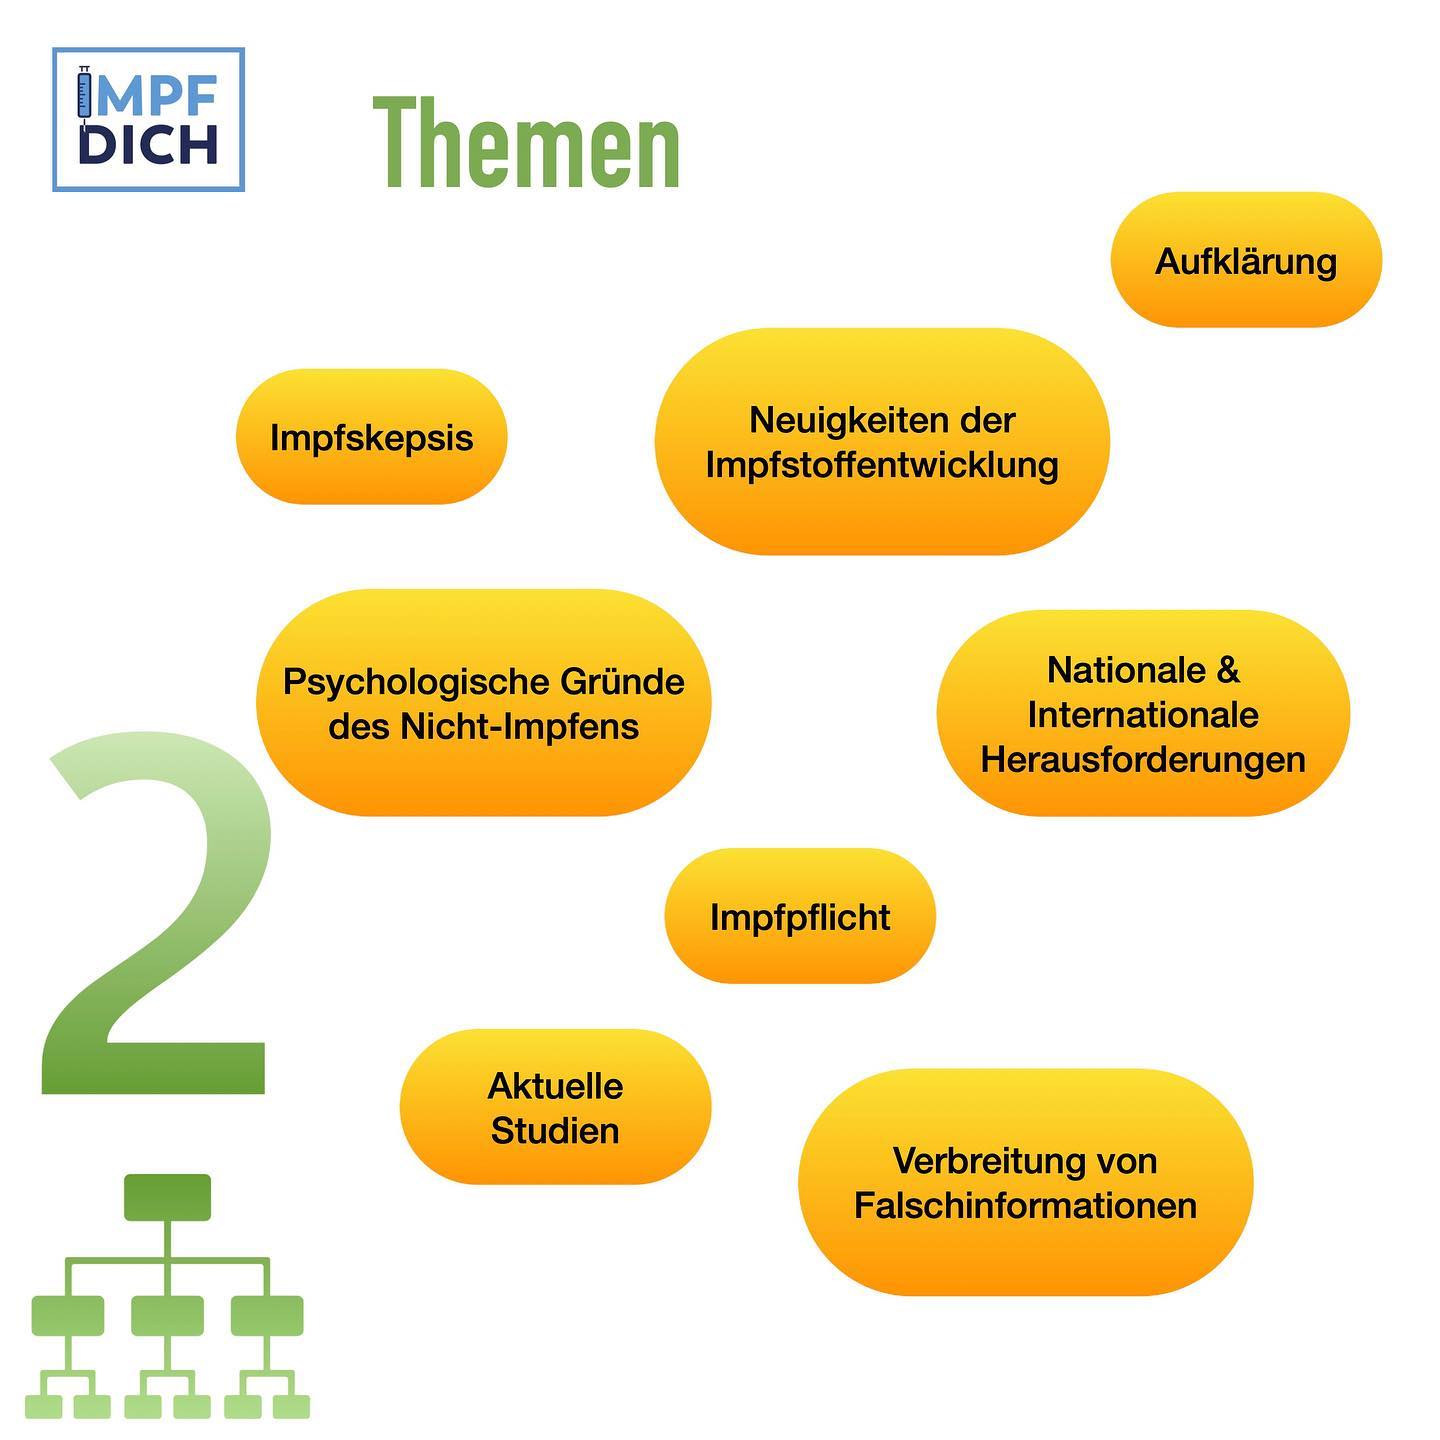 IMPF
DICH
Themen
Aufklärung
Neuigkeiten der
Impfstoffentwicklung
Impfskepsis
Psychologische Gründe
des Nicht-Impfens
Nationale &
Internationale
Herausforderungen
2
Impfpflicht
Aktuelle
Studien
Verbreitung von
Falschinformationen